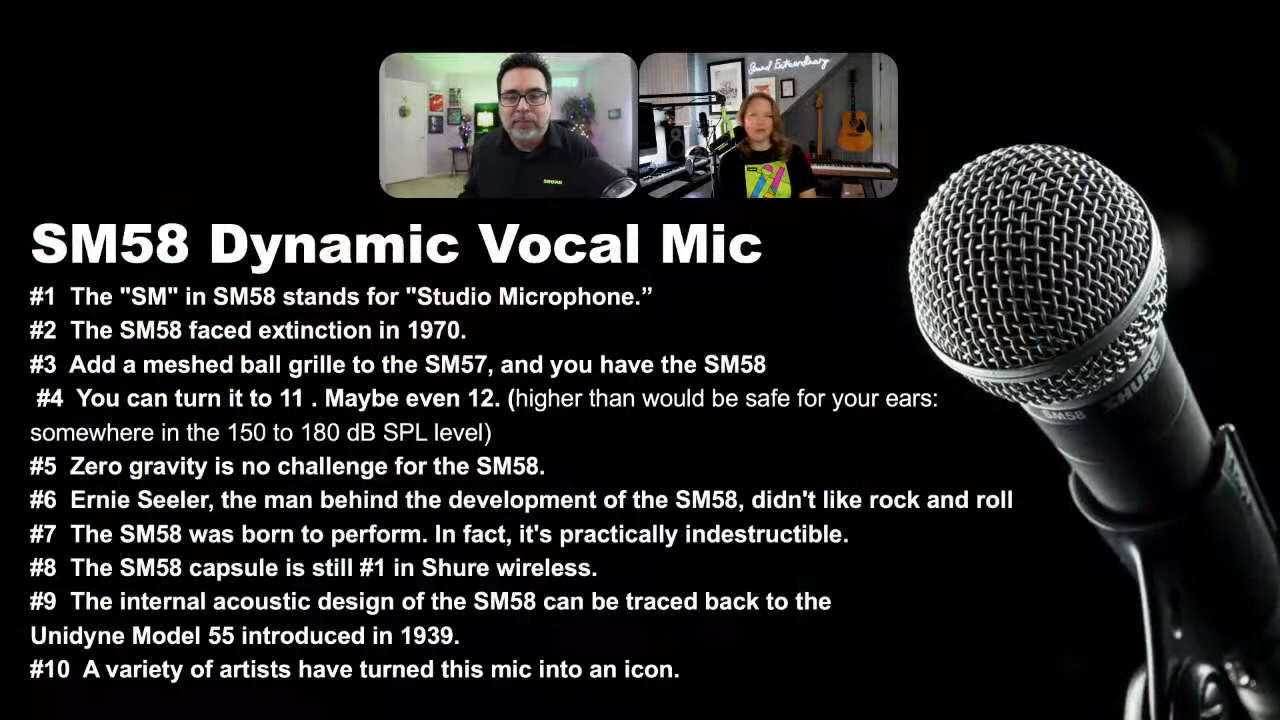 Sound Extraordinary
SHURE
SM58 Dynamic Vocal Mic
#1 The "SM" in SM58 stands for "Studio Microphone.”
#2 The SM58 faced extinction in 1970.
#3 Add a meshed ball grille to the SM57, and you have the SM58
#4 You can turn it to 11 . Maybe even 12. (higher than would be safe for your ears:
somewhere in the 150 to 180 dB SPL level)
#5 Zero gravity is no challenge for the SM58.
#6 Ernie Seeler, the man behind the development of the SM58, didn't like rock and roll
#7 The SM58 was born to perform. In fact, it's practically indestructible.
#8 The SM58 capsule is still #1 in Shure wireless.
#9 The internal acoustic design of the SM58 can be traced back to the
Unidyne Model 55 introduced in 1939.
#10 A variety of artists have turned this mic into an icon.
SM58 SHURE